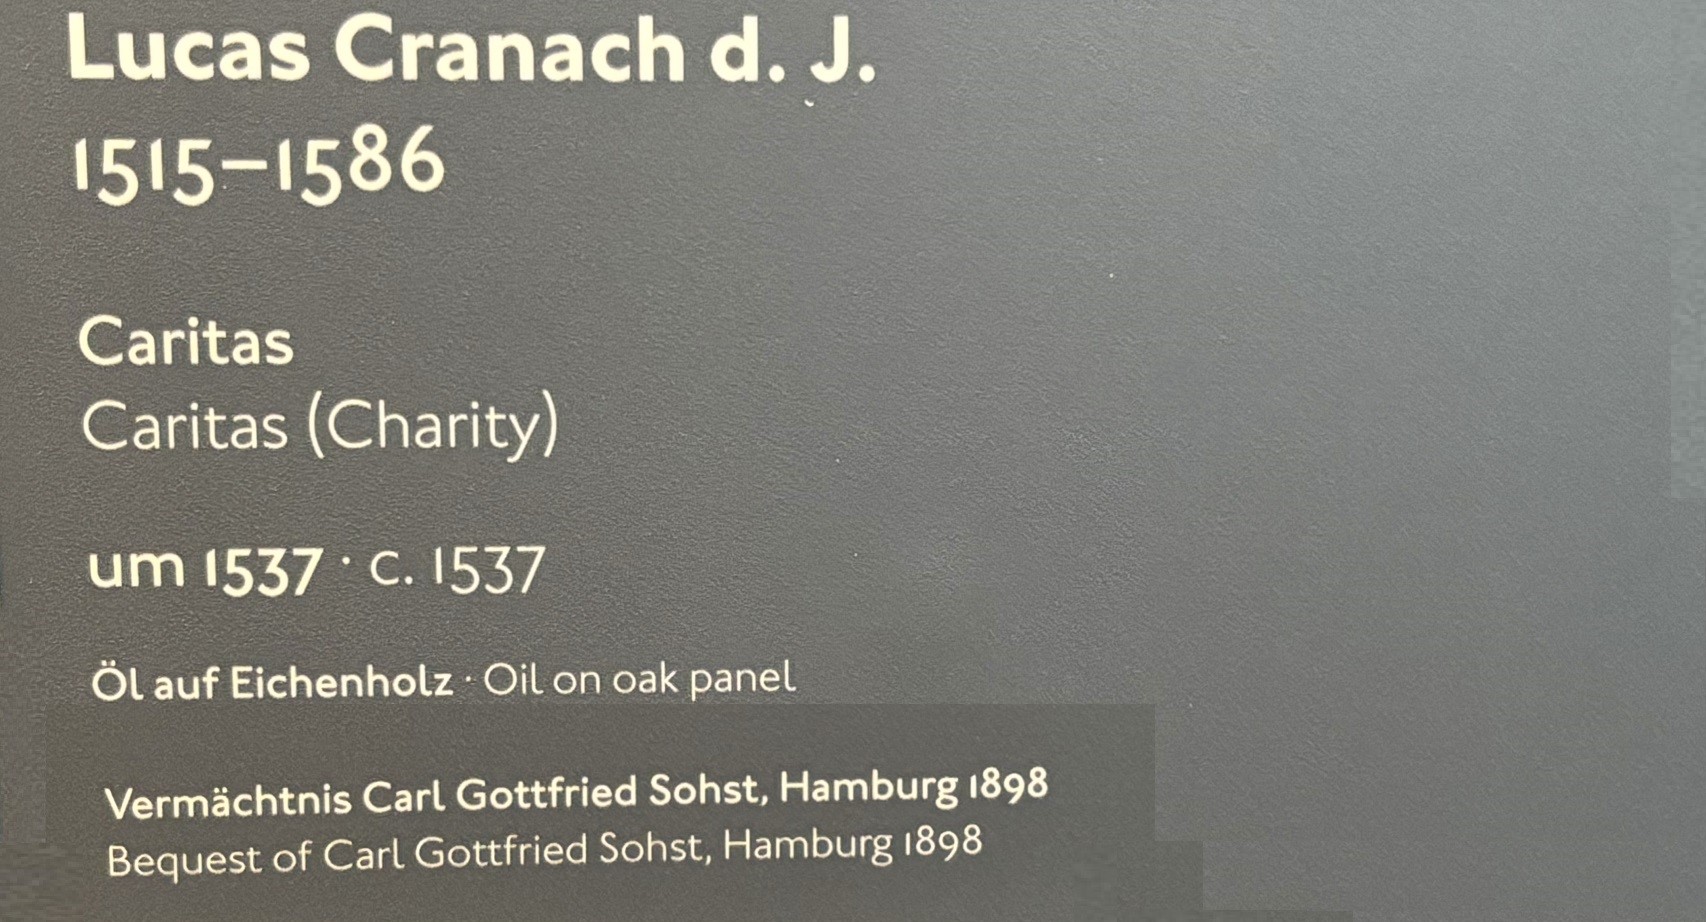 Lucas Cranach d. J.
1515–1586
Caritas
Caritas (Charity)
um 1537 · c. 1537
Öl auf Eichenholz · Oil on oak panel
Vermächtnis Carl Gottfried Sohst, Hamburg 1898
Bequest of Carl Gottfried Sohst, Hamburg 1898